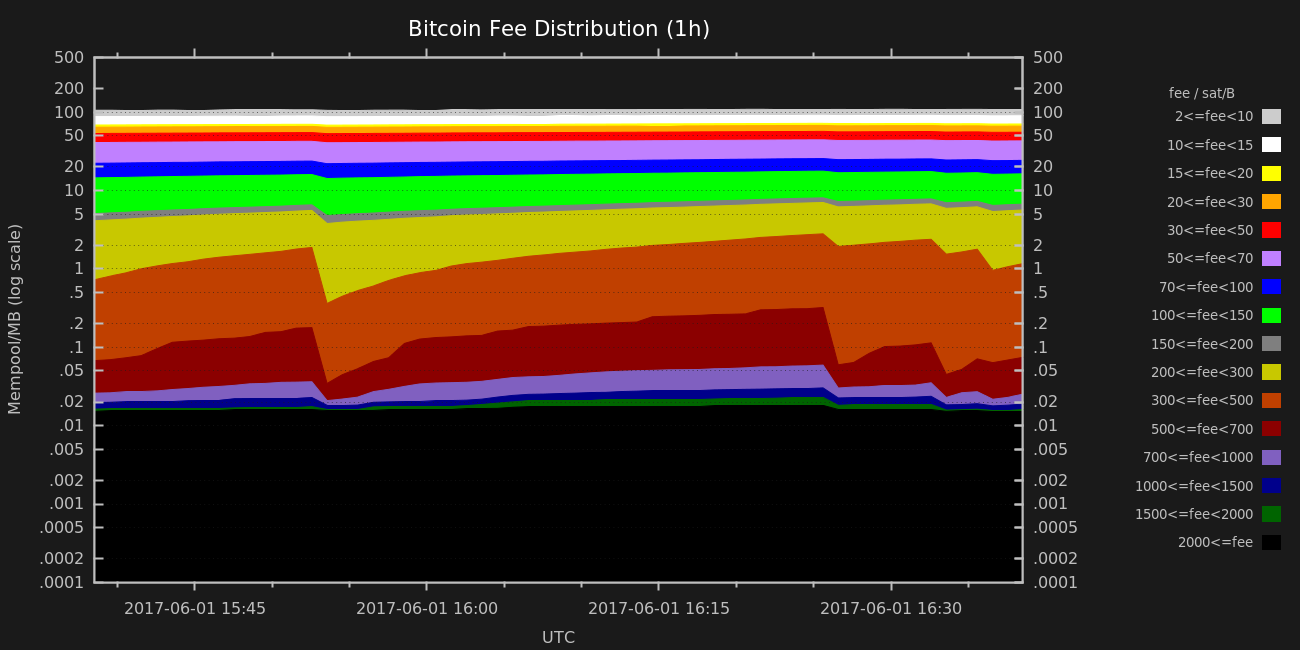 Bitcoin Fee Distribution (1h)
500 500
200 200
100 100
50 50
20 20
10 10
5 5
2 2
1 1
.5 .5
.2 .2
.1 .1
.05 .05
.02 .02
.01 .01
.005 .005
.002 .002
.001 .001
.0005 .0005
.0002 .0002
.0001 .0001
Mempool/MB (log scale)
2017-06-01 15:45 2017-06-01 16:00 2017-06-01 16:15 2017-06-01 16:30
UTC
fee / sat/B
2<=fee<10
10<=fee<15
15<=fee<20
20<=fee<30
30<=fee<50
50<=fee<70
70<=fee<100
100<=fee<150
150<=fee<200
200<=fee<300
300<=fee<500
500<=fee<700
700<=fee<1000
1000<=fee<1500
1500<=fee<2000
2000<=fee